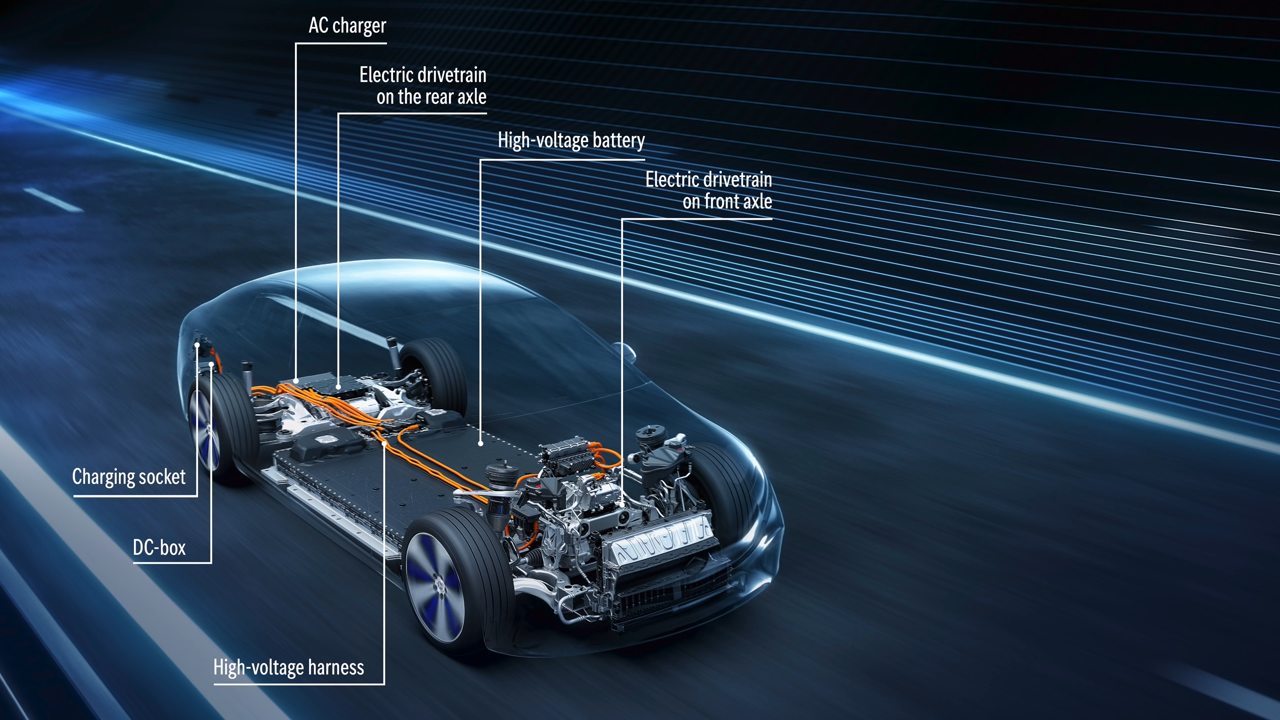 AC charger
Electric drivetrain
on the rear axle
High-voltage battery
Electric drivetrain
on front axle
Charging socket
DC-box
High-voltage harness